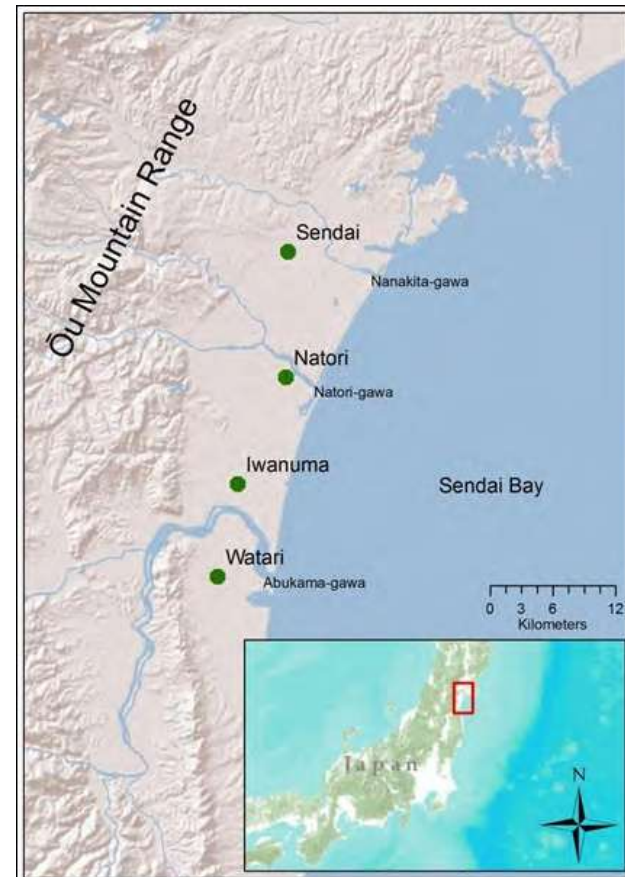 Ōu Mountain Range
Sendai
Nanakita-gawa
Natori
Natori-gawa
Iwanuma
Sendai Bay
Watari
Abukama-gawa
0 3 6 12
Kilometers
Japan
N